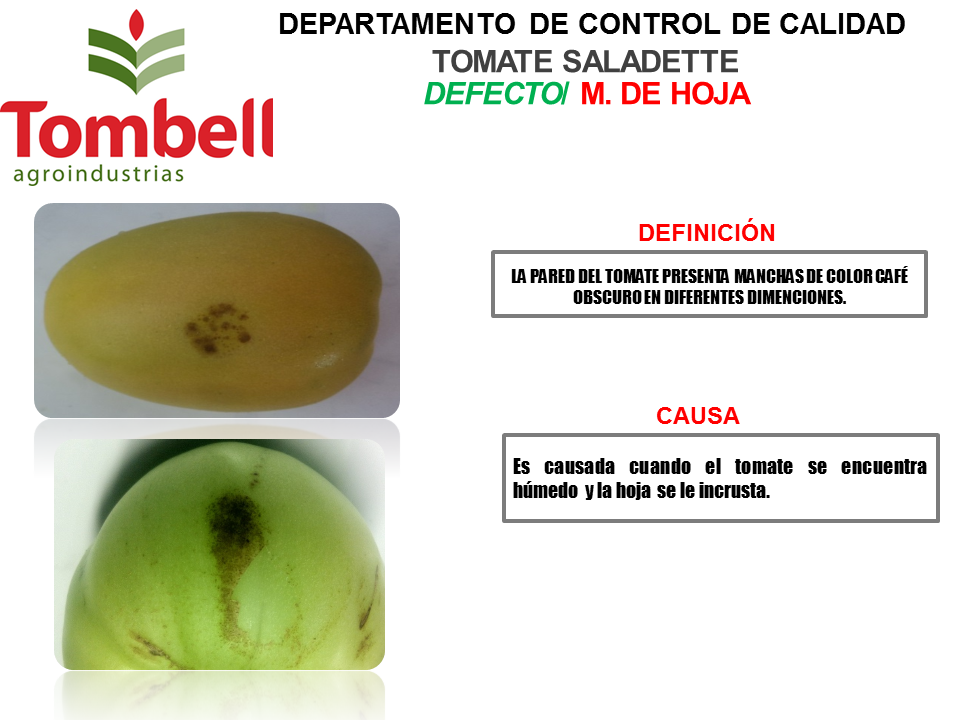 DEPARTAMENTO DE CONTROL DE CALIDAD
TOMATE SALADETTE
DEFECTO/ M. DE HOJA
Tombell
agroindustrias
DEFINICIÓN
LA PARED DEL TOMATE PRESENTA MANCHAS DE COLOR CAFÉ
OBSCURO EN DIFERENTES DIMENCIONES.
CAUSA
Es causada cuando el tomate se encuentra
húmedo y la hoja se le incrusta.